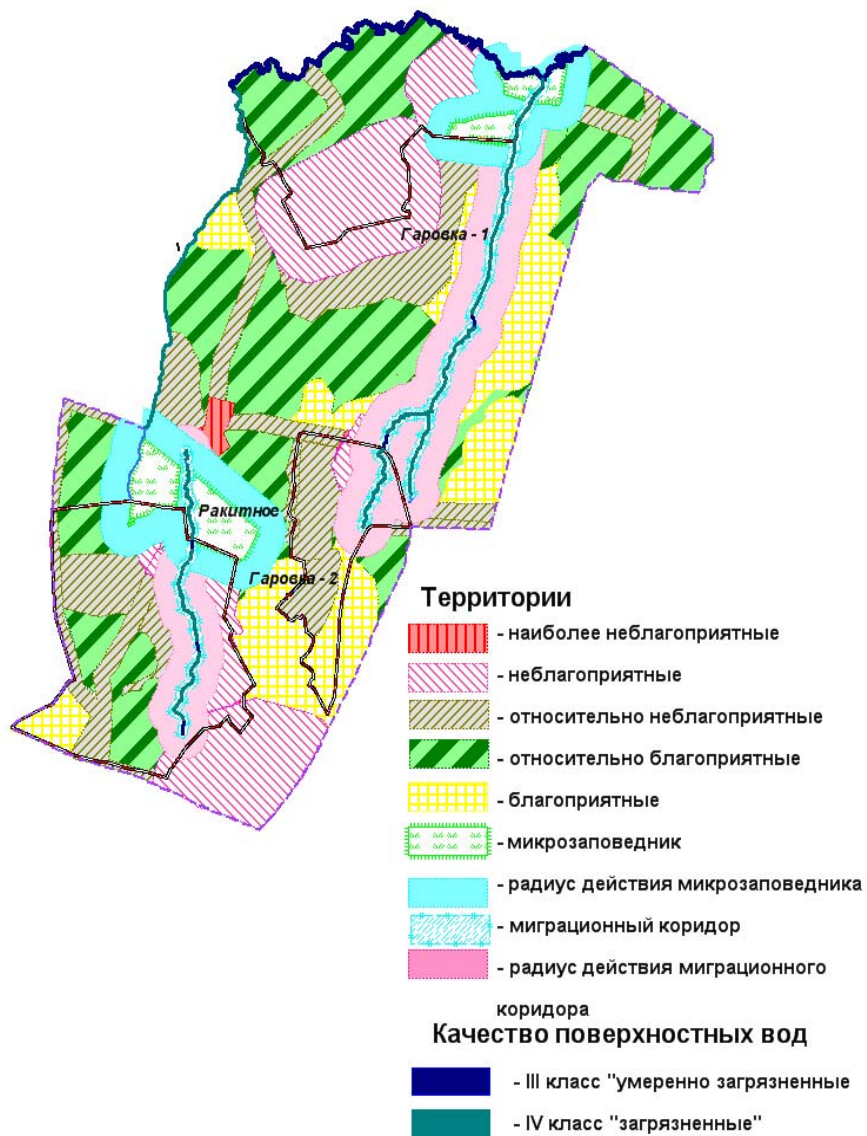 Гаровка - 1
Ракитное
Гаровка - 2
Территории
- наиболее неблагоприятные
- неблагоприятные
- относительно неблагоприятные
- относительно благоприятные
- благоприятные
- микрозаповедник
- радиус действия микрозаповедника
- миграционный коридор
- радиус действия миграционного
коридора
Качество поверхностных вод
- III класс "умеренно загрязненные
- IV класс "загрязненные"